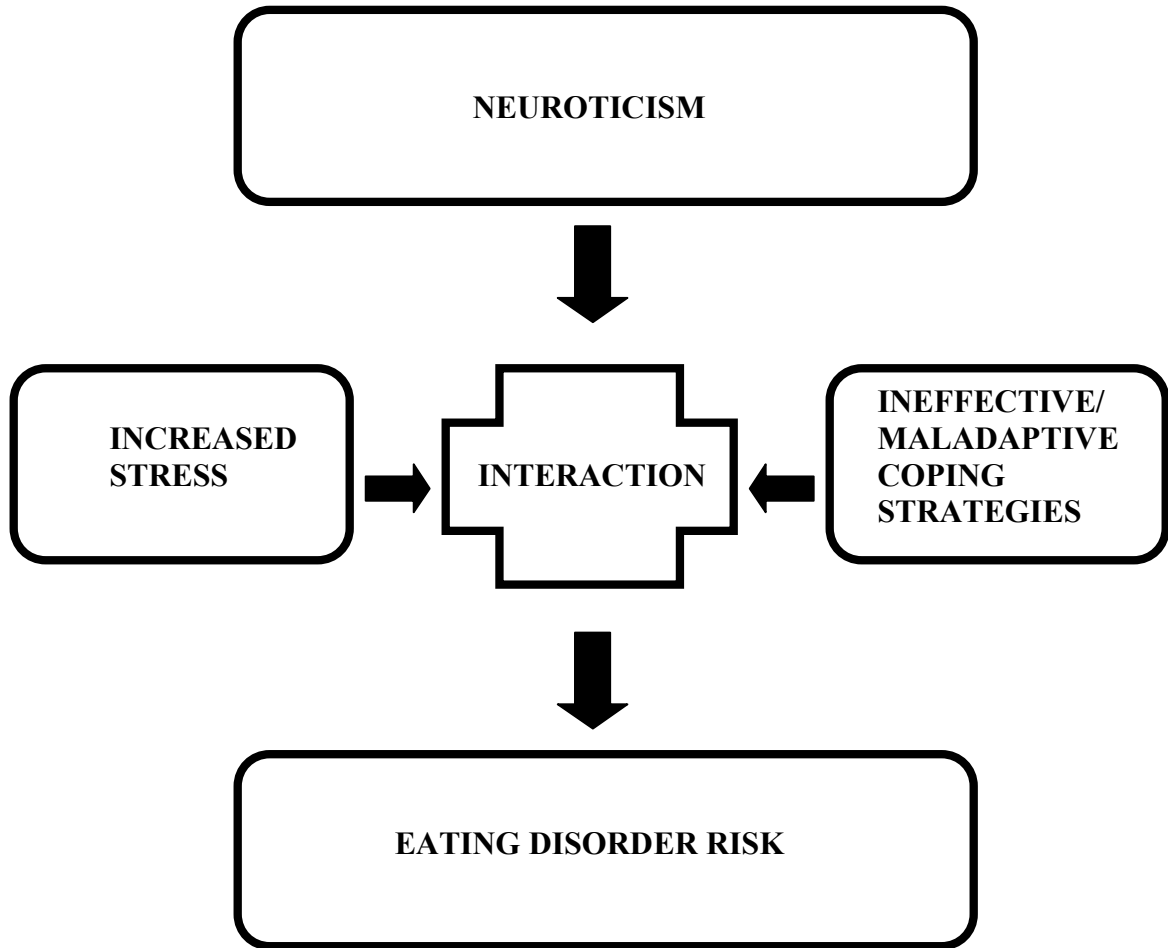 NEUROTICISM
INCREASED
STRESS
INTERACTION
INEFFECTIVE/
MALADAPTIVE
COPING
STRATEGIES
EATING DISORDER RISK